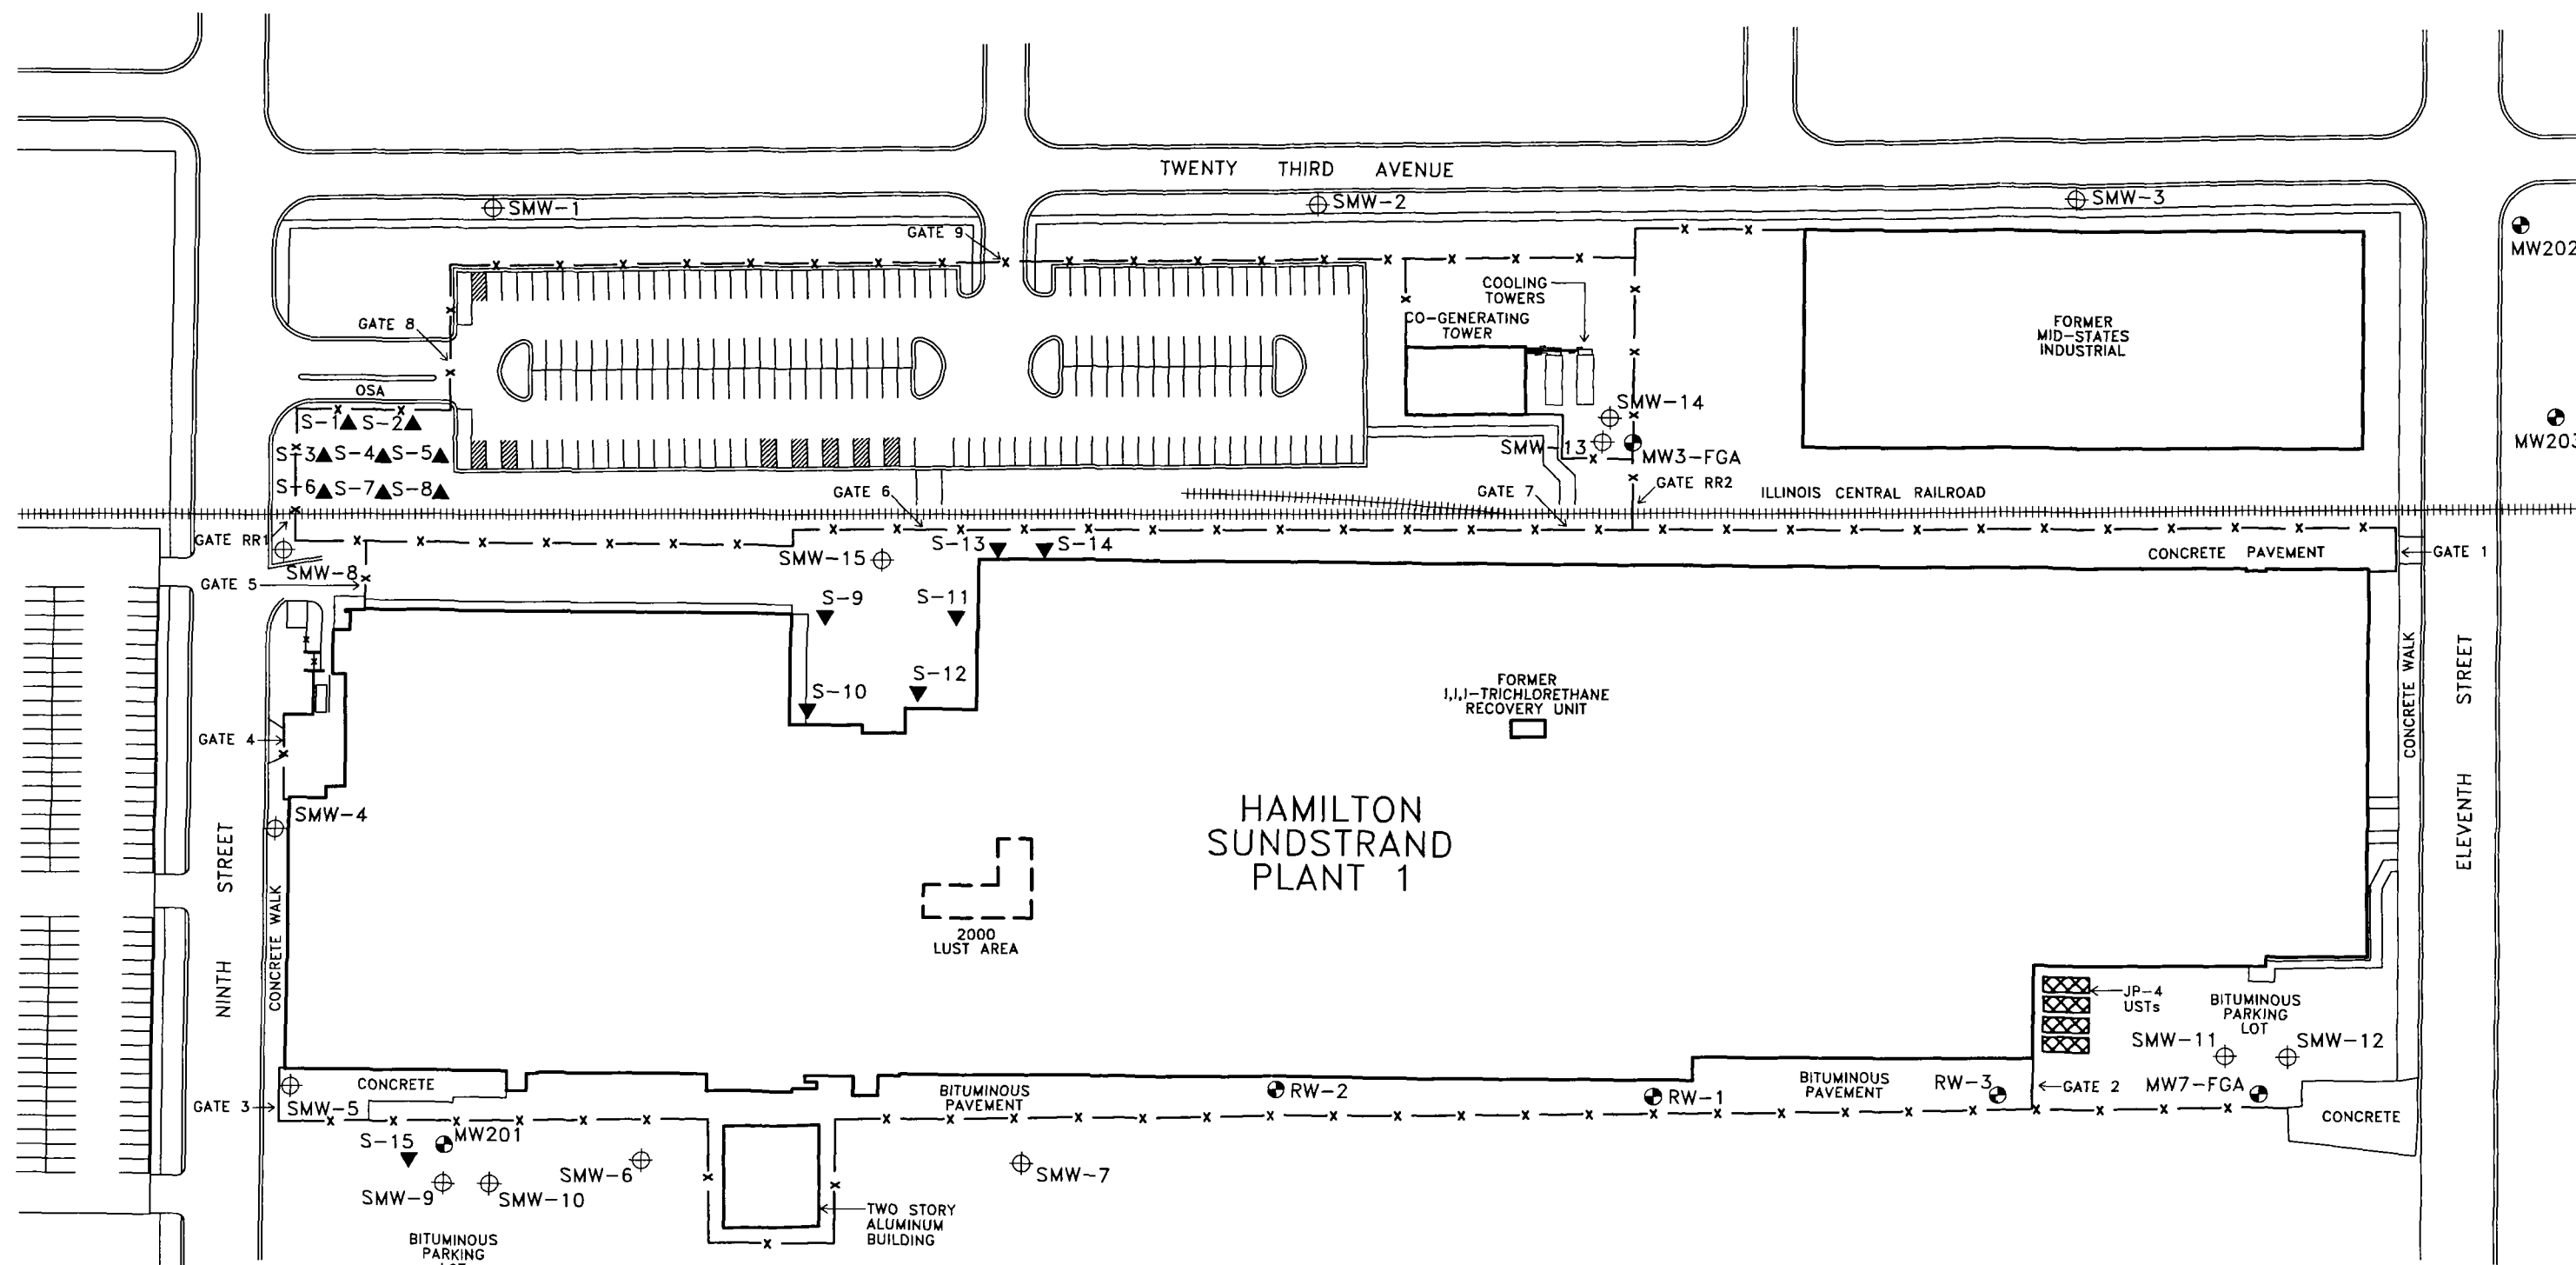 TWENTY THIRD AVENUE
SMW-1
SMW-2
SMW-3
MW202
GATE 9
COOLING
TOWERS
CO-GENERATING
TOWER
FORMER
MID-STATES
INDUSTRIAL
GATE 8
OSA
S-1 S-2
S-3 S-4 S-5
S-6 S-7 S-8
SMW-14
SMW-13
MW3-FGA
MW203
GATE 6
GATE 7
GATE RR2
ILLINOIS CENTRAL RAILROAD
GATE RR1
SMW-8
GATE 5
SMW-15
S-13
S-14
CONCRETE PAVEMENT
GATE 1
S-9
S-11
S-10
S-12
FORMER
1,1,1-TRICHLORETHANE
RECOVERY UNIT
GATE 4
SMW-4
HAMILTON
SUNDSTRAND
PLANT 1
2000
LUST AREA
NINTH STREET
CONCRETE WALK
CONCRETE WALK
ELEVENTH STREET
JP-4
USTs
BITUMINOUS
PARKING
LOT
SMW-11
SMW-12
CONCRETE
GATE 3
SMW-5
BITUMINOUS
PAVEMENT
RW-2
RW-1
BITUMINOUS
PAVEMENT
RW-3
GATE 2
MW7-FGA
CONCRETE
S-15
MW201
SMW-9
SMW-10
SMW-6
SMW-7
TWO STORY
ALUMINUM
BUILDING
BITUMINOUS
PARKING